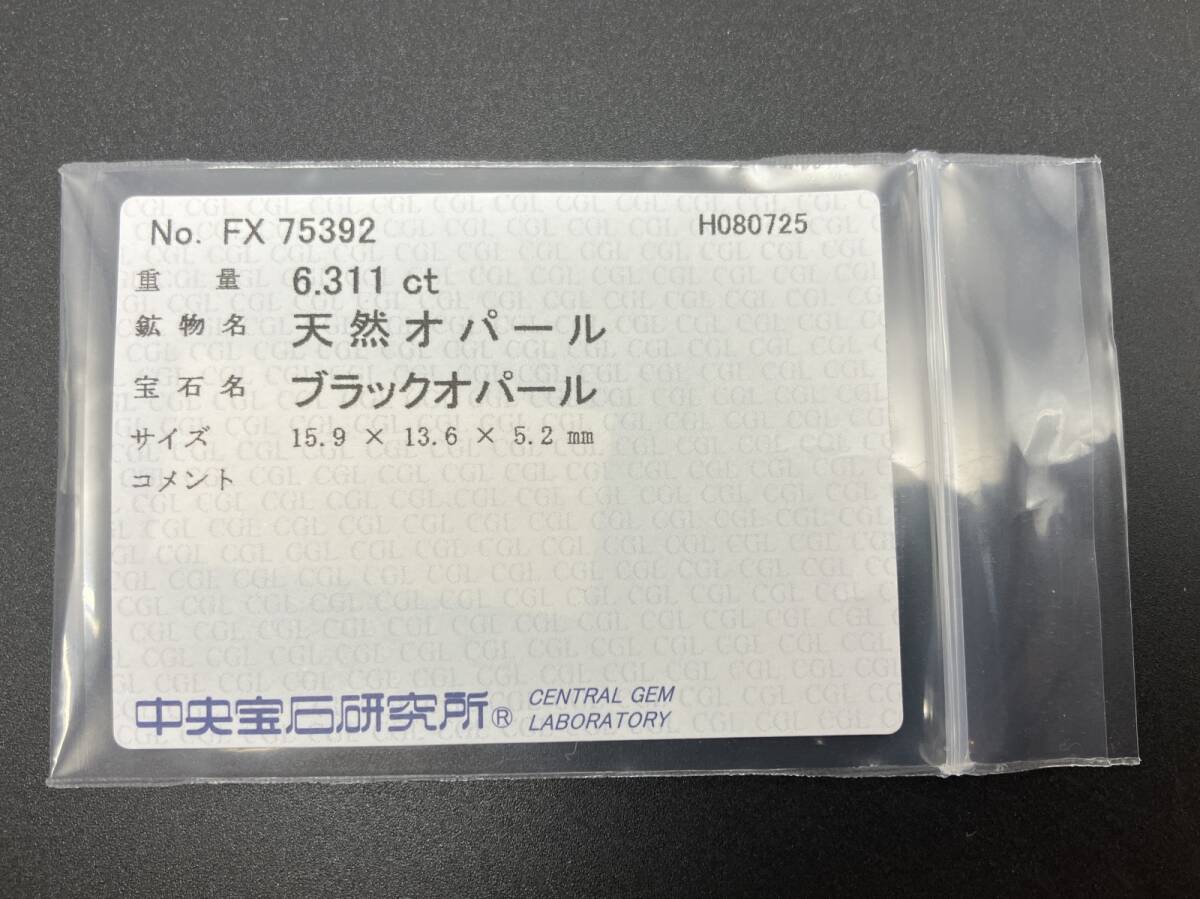 No. FX 75392 H080725
重量 6.311 ct
鉱物名 天然オパール
宝石名 ブラックオパール
サイズ 15.9 × 13.6 × 5.2 mm
コメント
中央宝石研究所® CENTRAL GEM
LABORATORY